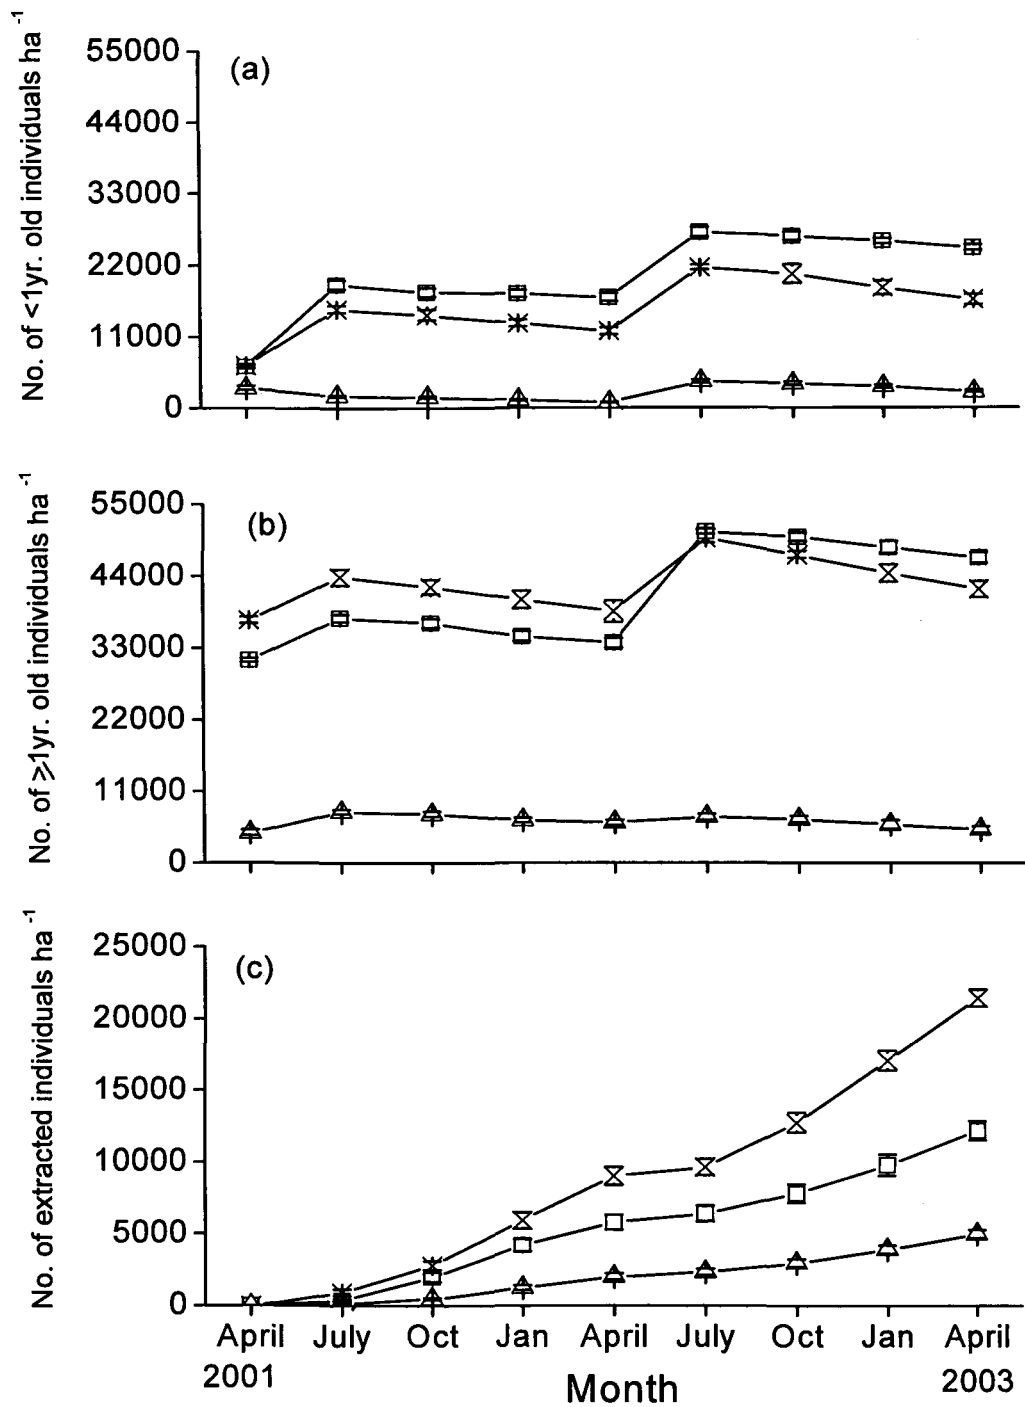 (a)
No. of <1yr. old individuals ha⁻¹
55000
44000
33000
22000
11000
0
(b)
No. of ⩾1yr. old individuals ha⁻¹
55000
44000
33000
22000
11000
0
(c)
No. of extracted individuals ha⁻¹
25000
20000
15000
10000
5000
0
April July Oct Jan April July Oct Jan April
2001 2003
Month